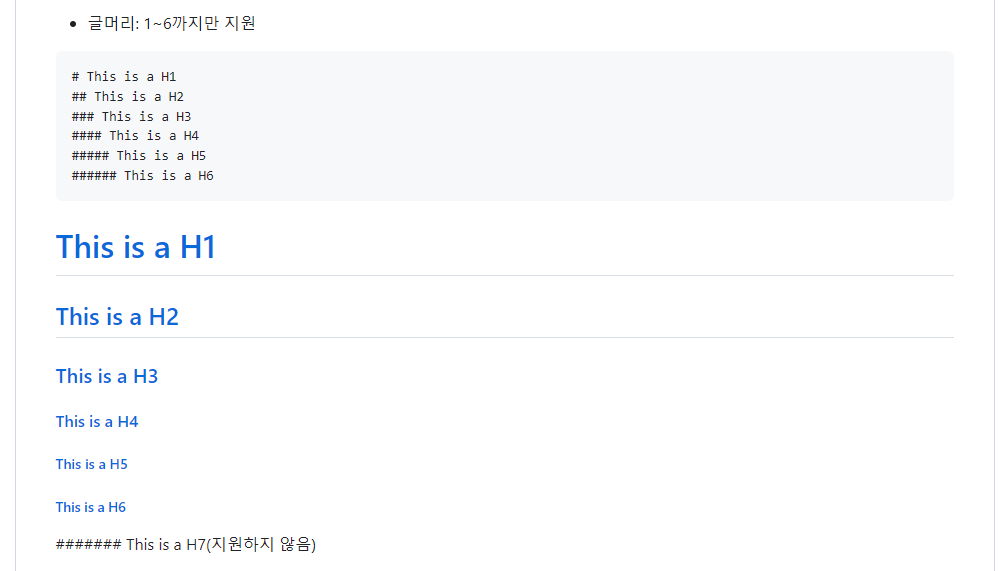 글머리: 1~6까지만 지원
# This is a H1
## This is a H2
### This is a H3
#### This is a H4
##### This is a H5
###### This is a H6
This is a H1
This is a H2
This is a H3
This is a H4
This is a H5
This is a H6
####### This is a H7(지원하지 않음)